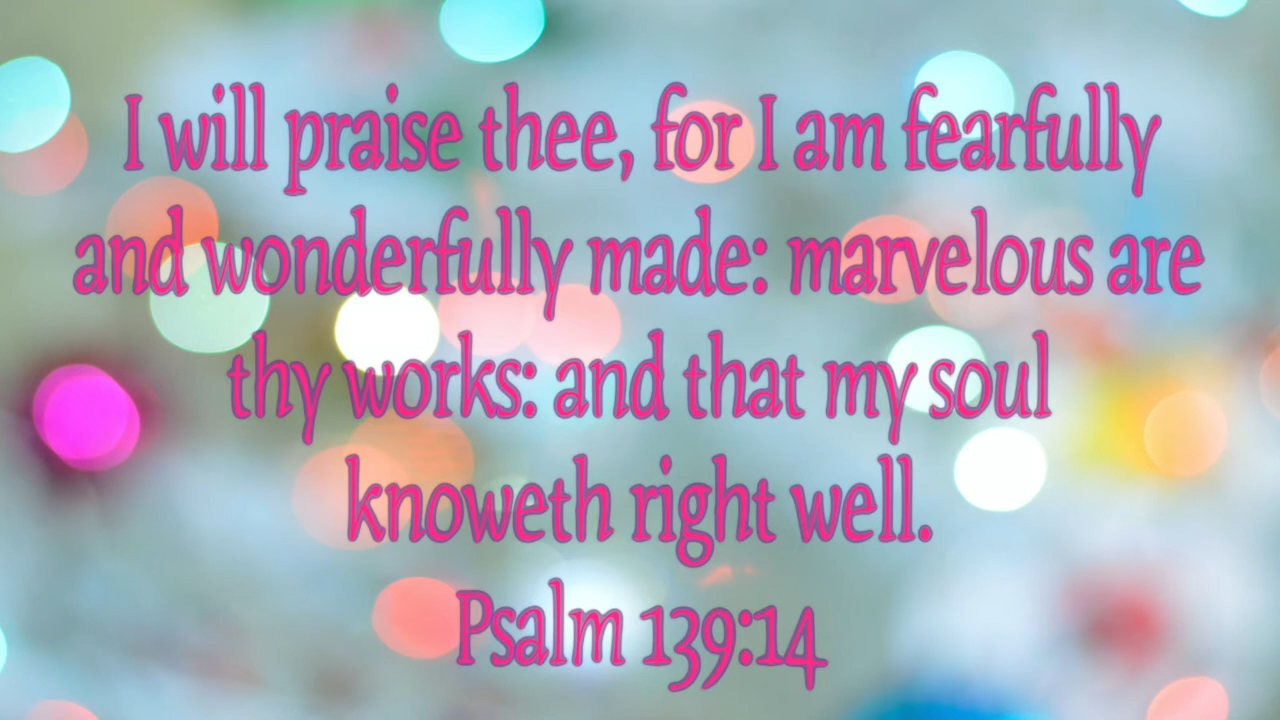 I will praise thee, for I am fearfully
and wonderfully made: marvelous are
thy works: and that my soul
knoweth right well.
Psalm 139:14